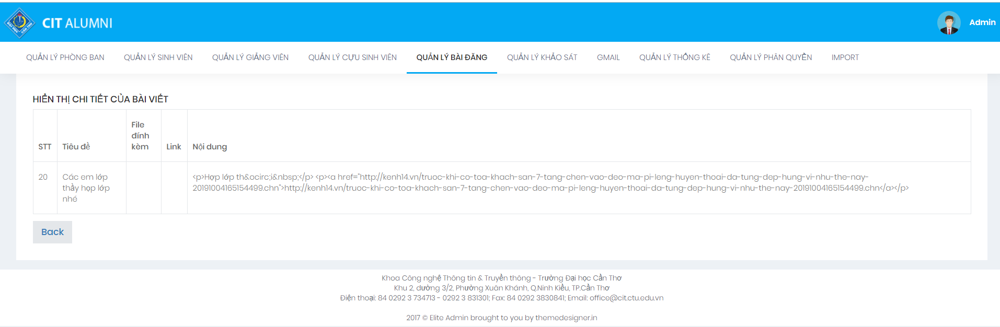 ĐẠI HỌC CẦN THƠ
CIT ALUMNI
Admin
QUẢN LÝ PHÒNG BAN QUẢN LÝ SINH VIÊN QUẢN LÝ GIẢNG VIÊN QUẢN LÝ CỰU SINH VIÊN QUẢN LÝ BÀI ĐĂNG QUẢN LÝ KHẢO SÁT GMAIL QUẢN LÝ THỐNG KÊ QUẢN LÝ PHÂN QUYỀN IMPORT
HIỂN THỊ CHI TIẾT CỦA BÀI VIẾT
STT
Tiêu đề
File
đính
kèm
Link
Nội dung
20
Các em lớp
thầy họp lớp
nhé
<p>Hợp lớp th&ocirc;i&nbsp;</p> <p><a href="http://kenh14.vn/truoc-khi-co-toa-khach-san-7-tang-chen-vao-deo-ma-pi-leng-huyen-thoai-da-tung-dep-hung-vi-nhu-the-nay-
20191004165154499.chn">http://kenh14.vn/truoc-khi-co-toa-khach-san-7-tang-chen-vao-deo-ma-pi-leng-huyen-thoai-da-tung-dep-hung-vi-nhu-the-nay-20191004165154499.chn</a></p>
Back
Khoa Công nghệ Thông tin & Truyền thông - Trường Đại học Cần Thơ
Khu 2, đường 3/2, Phường Xuân Khánh, Q.Ninh Kiều, TP.Cần Thơ
Điện thoại: 84 0292 3 734713 - 0292 3 831301; Fax: 84 0292 3830841; Email: office@cit.ctu.edu.vn
2017 © Elite Admin brought to you by themedesigner.in